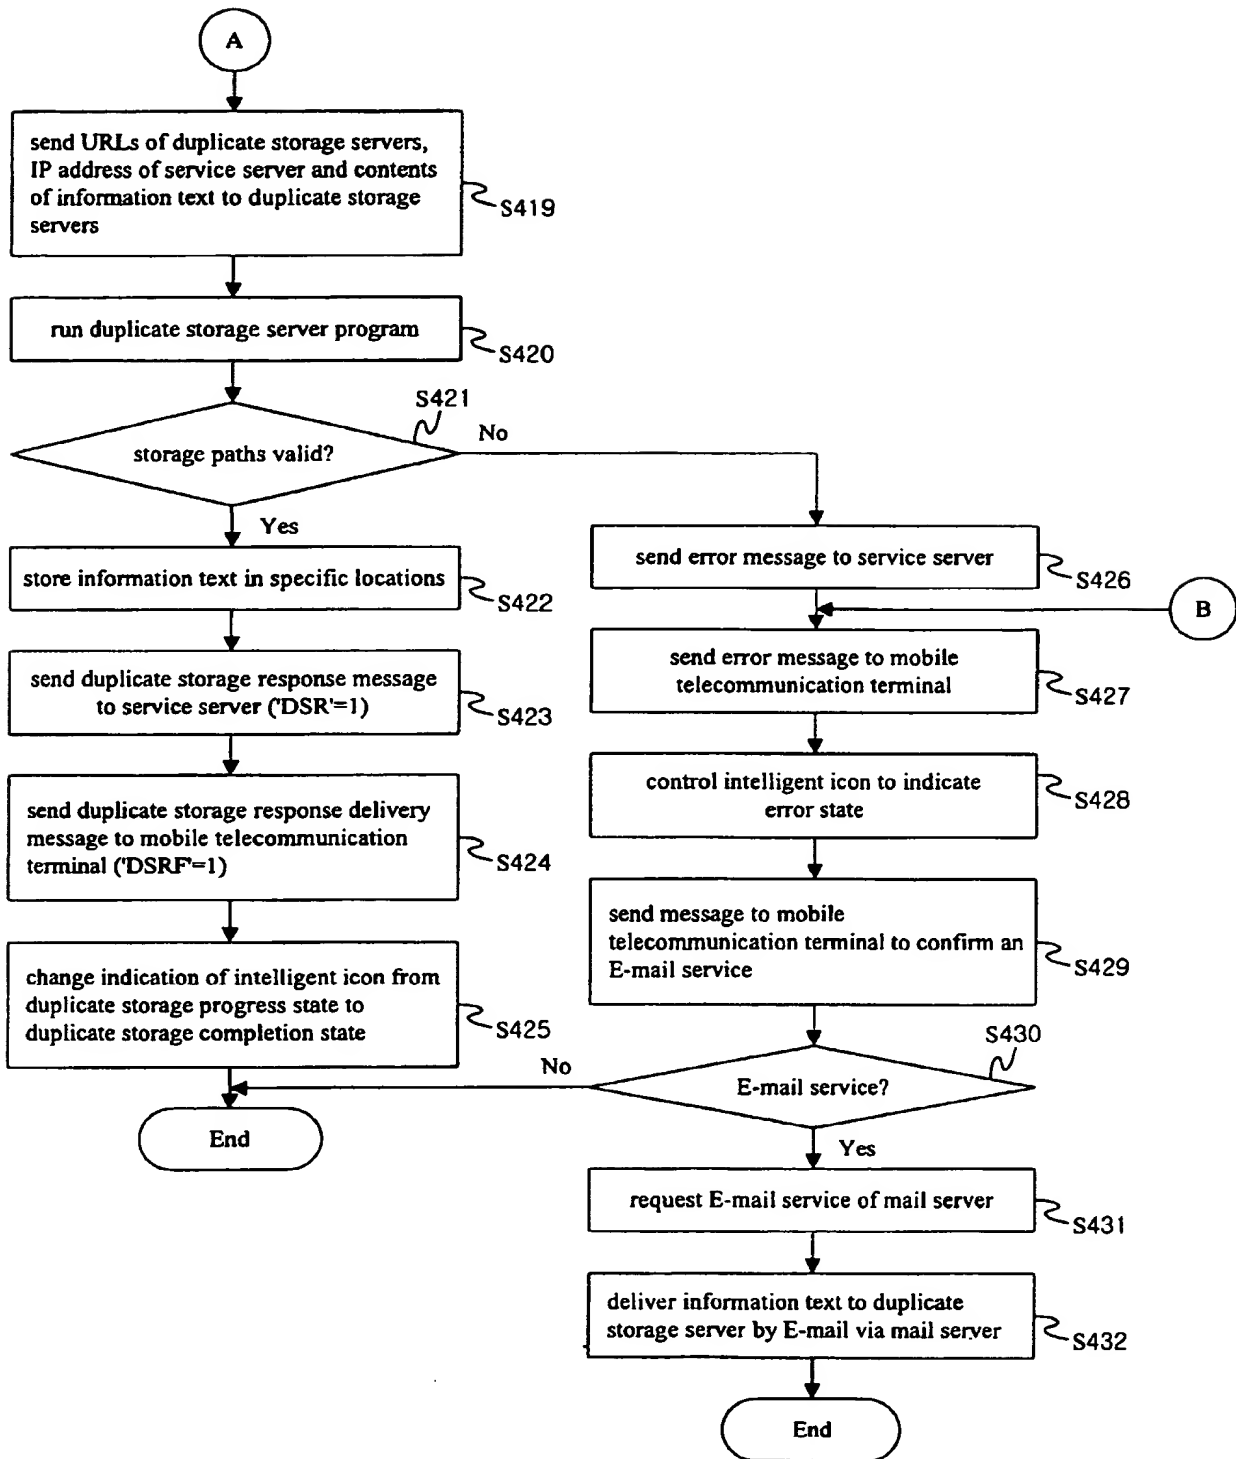 A
send URLs of duplicate storage servers,
IP address of service server and contents
of information text to duplicate storage
servers
S419
run duplicate storage server program
S420
S421
storage paths valid?
No
Yes
store information text in specific locations
S422
send duplicate storage response message
to service server ('DSR'=1)
S423
send duplicate storage response delivery
message to mobile telecommunication
terminal ('DSRF'=1)
S424
change indication of intelligent icon from
duplicate storage progress state to
duplicate storage completion state
S425
End
send error message to service server
S426
B
send error message to mobile
telecommunication terminal
S427
control intelligent icon to indicate
error state
S428
send message to mobile
telecommunication terminal to confirm an
E-mail service
S429
S430
E-mail service?
No
Yes
request E-mail service of mail server
S431
deliver information text to duplicate
storage server by E-mail via mail server
S432
End